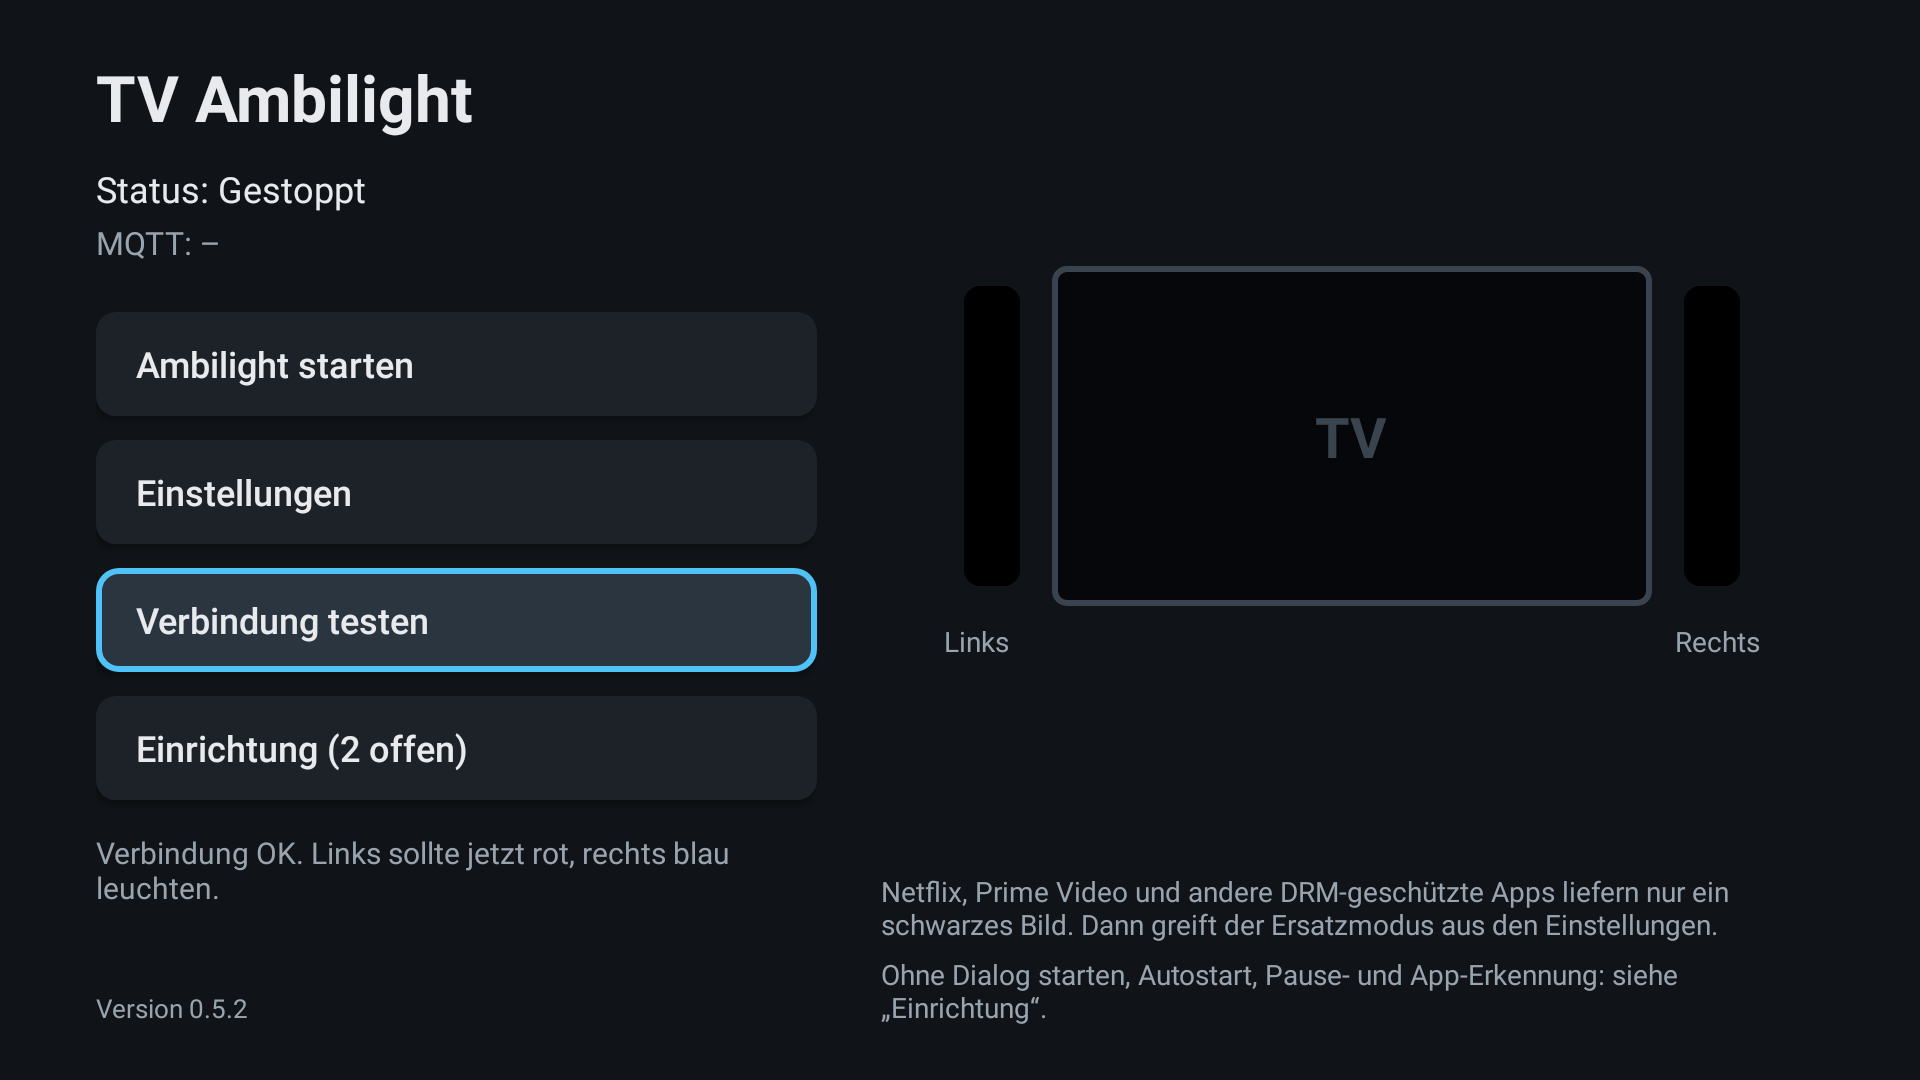 TV Ambilight
Status: Gestoppt
MQTT: –
Ambilight starten
Einstellungen
Verbindung testen
Einrichtung (2 offen)
Verbindung OK. Links sollte jetzt rot, rechts blau
leuchten.
Version 0.5.2
TV
Links
Rechts
Netflix, Prime Video und andere DRM-geschützte Apps liefern nur ein
schwarzes Bild. Dann greift der Ersatzmodus aus den Einstellungen.
Ohne Dialog starten, Autostart, Pause- und App-Erkennung: siehe
„Einrichtung“.